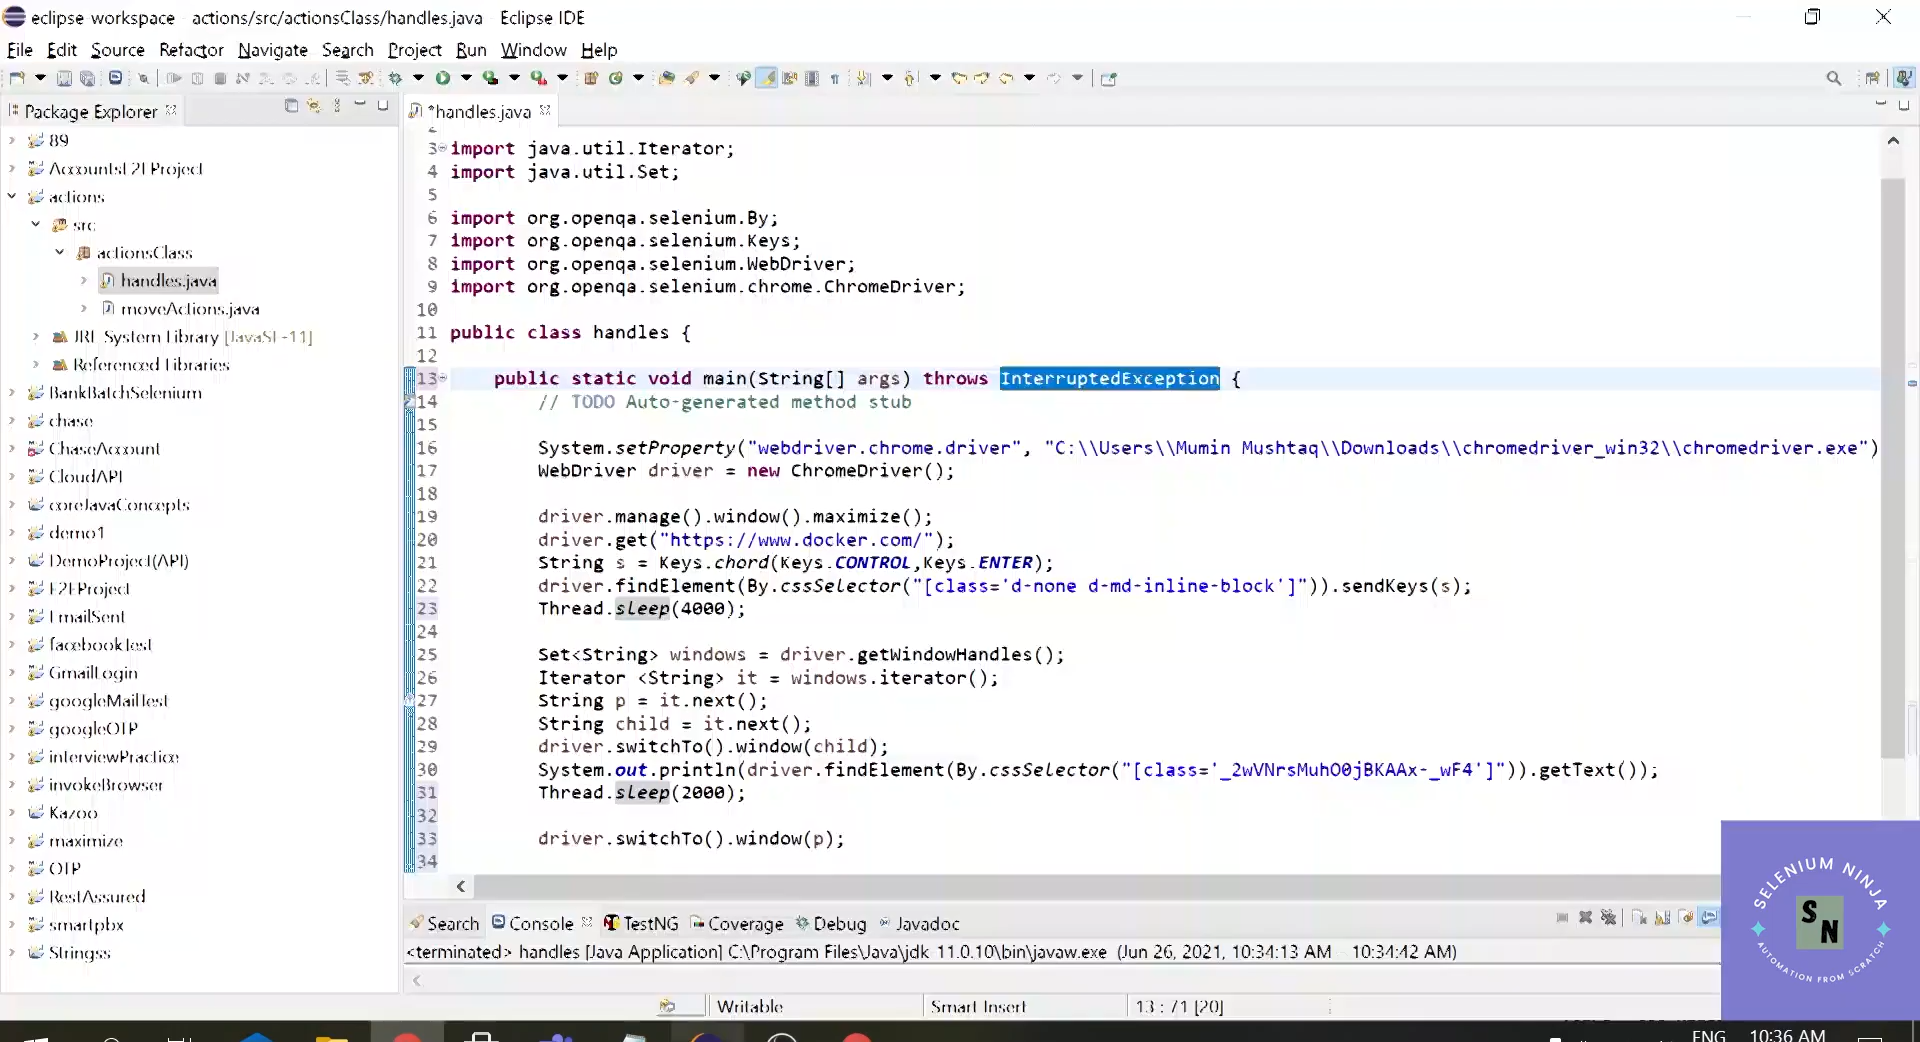 eclipse workspace - actions/src/actionsClass/handles.java - Eclipse IDE
File Edit Source Refactor Navigate Search Project Run Window Help
Package Explorer
*handles.java
89
AccountsE2EProject
actions
src
actionsClass
handles.java
moveActions.java
JRE System Library [JavaSE-11]
Referenced Libraries
BankBatchSelenium
chase
ChaseAccount
CloudAPI
coreJavaConcepts
demo1
DemoProject(API)
E2EProject
EmailSent
facebookTest
GmailLogin
googleMailTest
googleOTP
interviewPractice
invokeBrowser
Kazoo
maximize
OTP
RestAssured
smartpbx
Stringss
2
3 import java.util.Iterator;
4 import java.util.Set;
5
6 import org.openqa.selenium.By;
7 import org.openqa.selenium.Keys;
8 import org.openqa.selenium.WebDriver;
9 import org.openqa.selenium.chrome.ChromeDriver;
10
11 public class handles {
12
13 public static void main(String[] args) throws InterruptedException {
14 // TODO Auto-generated method stub
15
16 System.setProperty("webdriver.chrome.driver", "C:\\Users\\Mumin Mushtaq\\Downloads\\chromedriver_win32\\chromedriver.exe")
17 WebDriver driver = new ChromeDriver();
18
19 driver.manage().window().maximize();
20 driver.get("https://www.docker.com/");
21 String s = Keys.chord(Keys.CONTROL,Keys.ENTER);
22 driver.findElement(By.cssSelector("[class='d-none d-md-inline-block']")).sendKeys(s);
23 Thread.sleep(4000);
24
25 Set<String> windows = driver.getWindowHandles();
26 Iterator <String> it = windows.iterator();
27 String p = it.next();
28 String child = it.next();
29 driver.switchTo().window(child);
30 System.out.println(driver.findElement(By.cssSelector("[class='_2wVNrsMuhO0jBKAAx-_wF4']")).getText());
31 Thread.sleep(2000);
32
33 driver.switchTo().window(p);
34
Search Console TestNG Coverage Debug Javadoc
<terminated> handles [Java Application] C:\Program Files\Java\jdk-11.0.10\bin\javaw.exe (Jun 26, 2021, 10:34:13 AM – 10:34:42 AM)
Writable Smart Insert 13 : 71 [20]
SELENIUM NINJA
SN
AUTOMATION FROM SCRATCH
ENG 10:36 AM